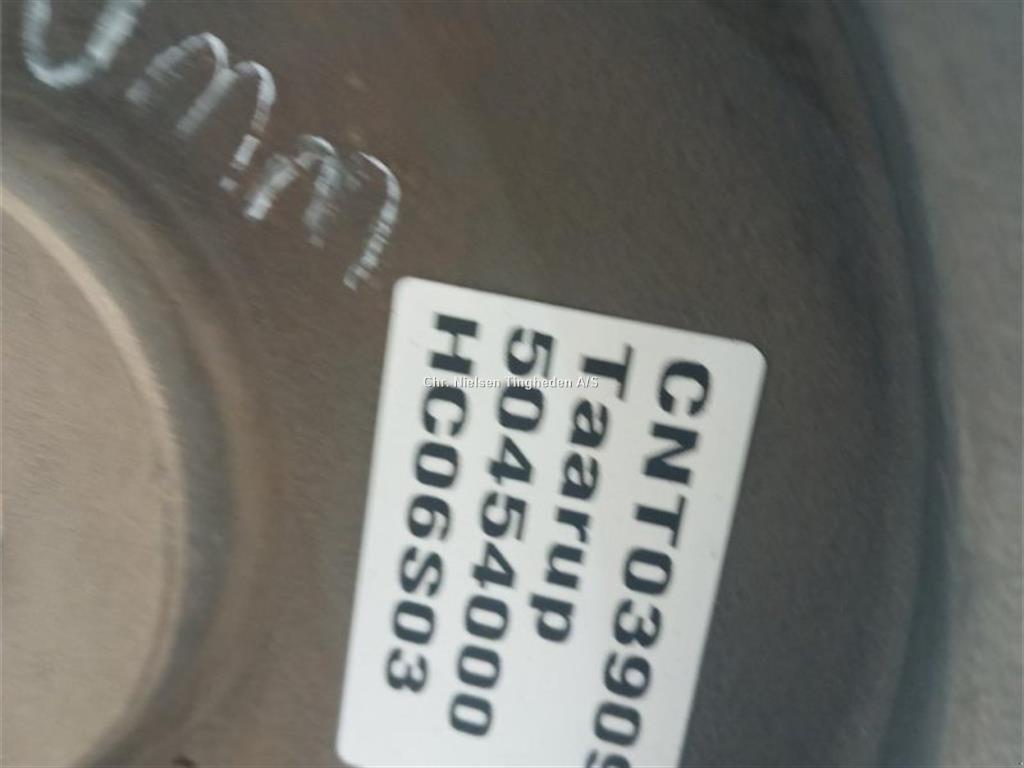 CNT0390
Taarup
50454000
HC06S03
Chr. Nielsen Tingheden A/S